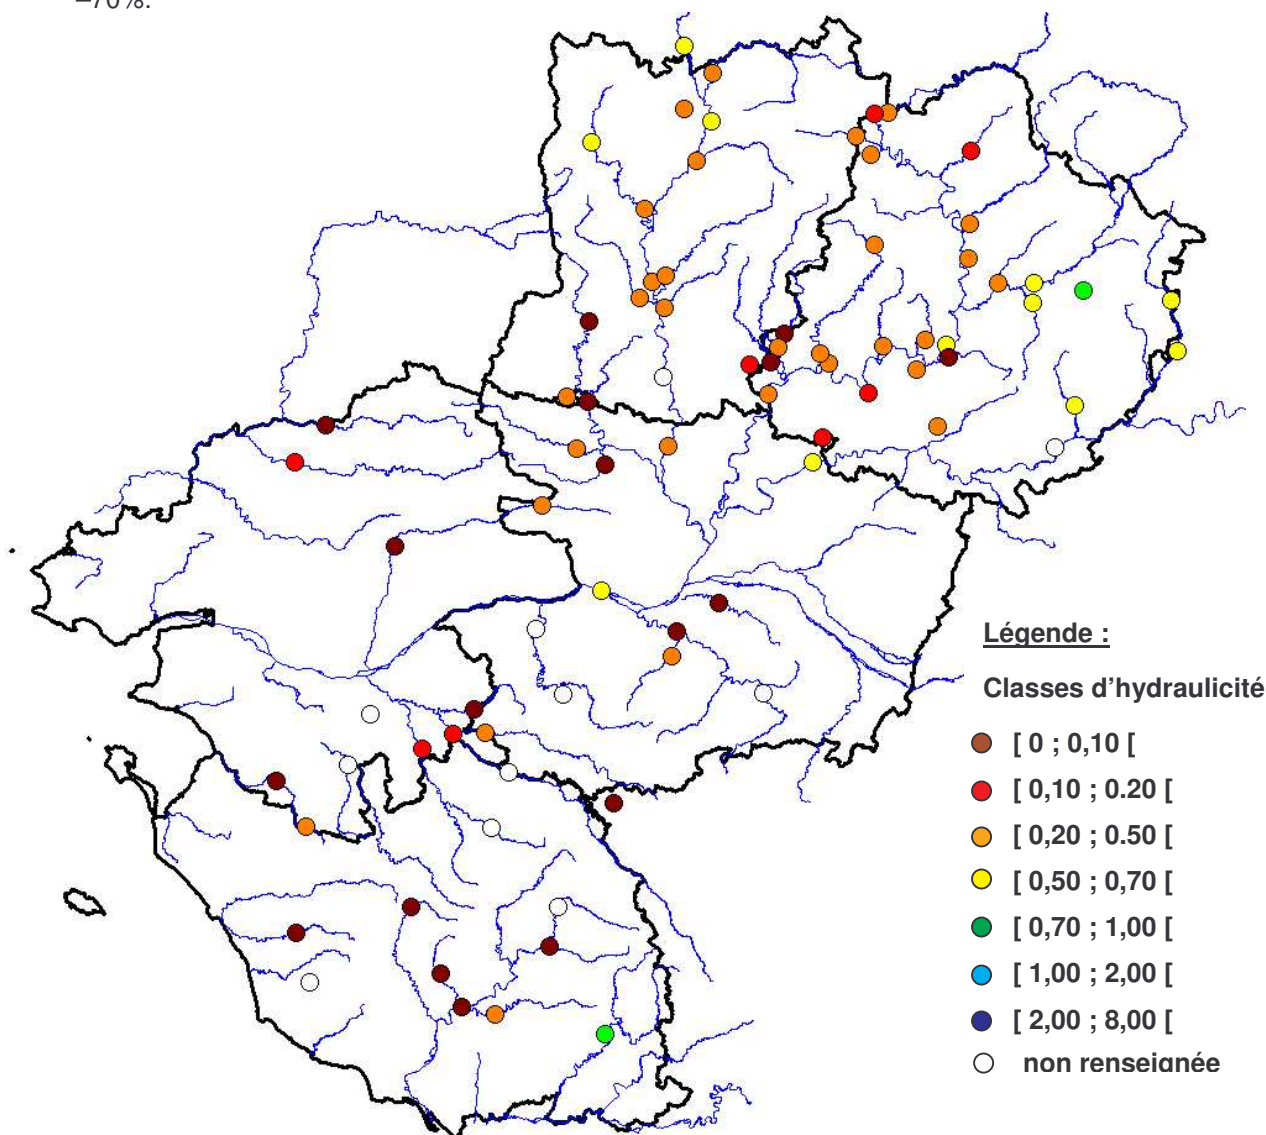 –70%.
Légende :
Classes d'hydraulicité
[ 0 ; 0,10 [
[ 0,10 ; 0.20 [
[ 0,20 ; 0.50 [
[ 0,50 ; 0,70 [
[ 0,70 ; 1,00 [
[ 1,00 ; 2,00 [
[ 2,00 ; 8,00 [
non renseignée